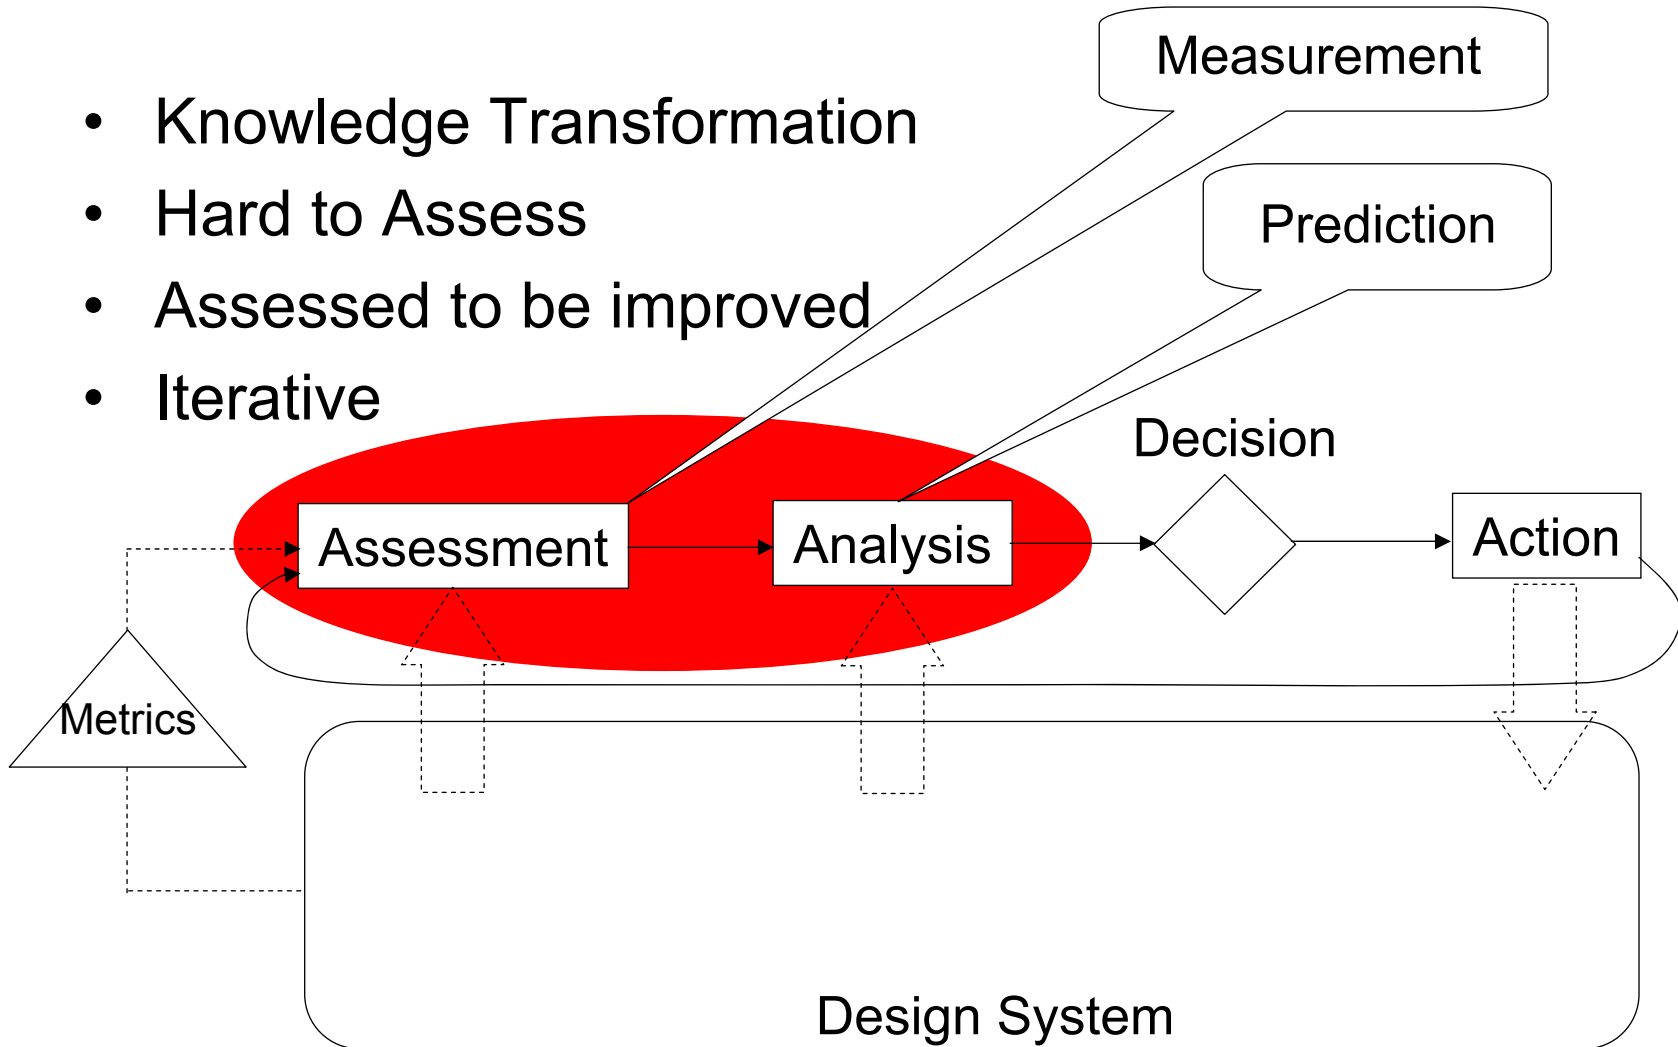 Measurement
• Knowledge Transformation
• Hard to Assess
Prediction
• Assessed to be improved
• Iterative
Decision
Assessment
Analysis
Action
Metrics
Design System